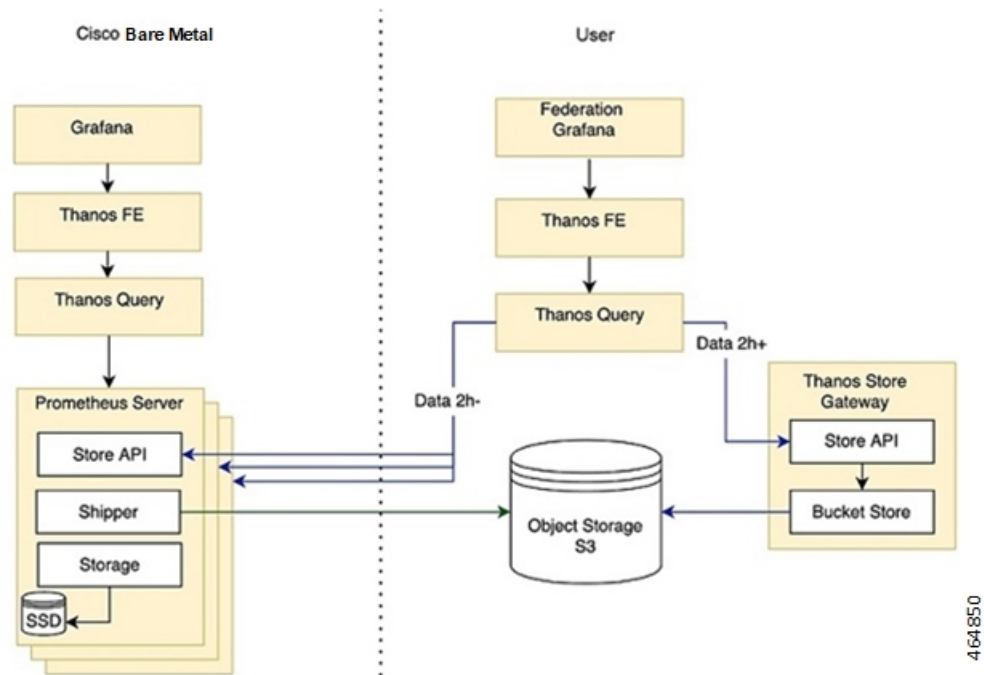 Cisco Bare Metal
User
Grafana
Thanos FE
Thanos Query
Prometheus Server
Store API
Shipper
Storage
SSD
Federation
Grafana
Thanos FE
Thanos Query
Data 2h-
Data 2h+
Object Storage
S3
Thanos Store
Gateway
Store API
Bucket Store
464850